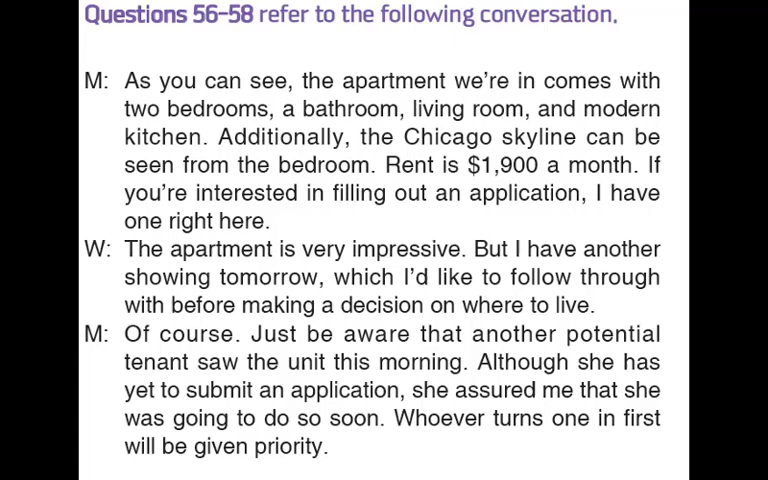 Questions 56–58 refer to the following conversation.
M: As you can see, the apartment we’re in comes with
two bedrooms, a bathroom, living room, and modern
kitchen. Additionally, the Chicago skyline can be
seen from the bedroom. Rent is $1,900 a month. If
you’re interested in filling out an application, I have
one right here.
W: The apartment is very impressive. But I have another
showing tomorrow, which I’d like to follow through
with before making a decision on where to live.
M: Of course. Just be aware that another potential
tenant saw the unit this morning. Although she has
yet to submit an application, she assured me that she
was going to do so soon. Whoever turns one in first
will be given priority.